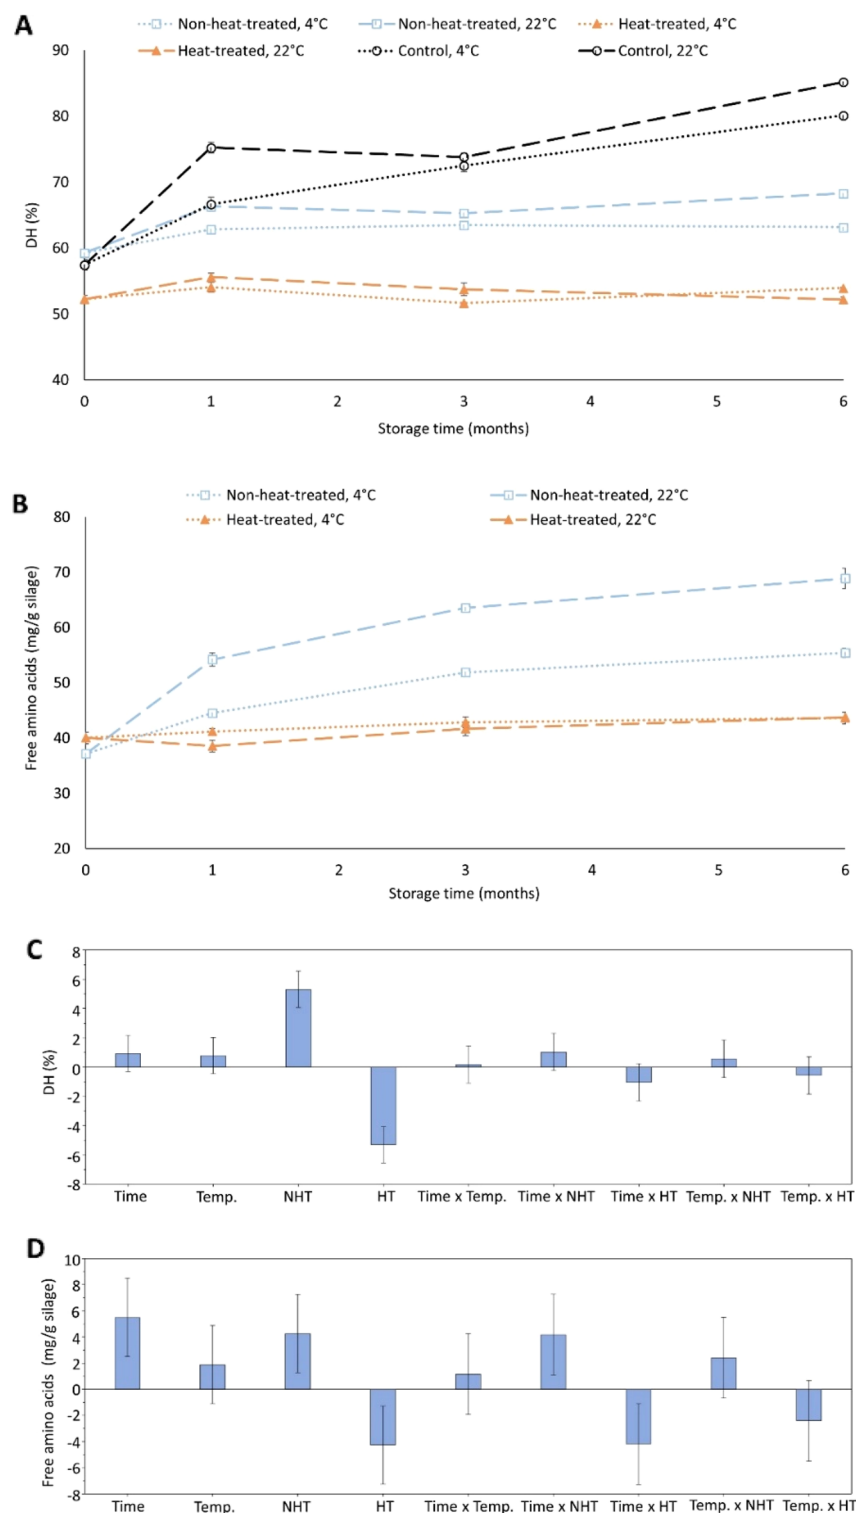 A
Non-heat-treated, 4°C Non-heat-treated, 22°C Heat-treated, 4°C
Heat-treated, 22°C Control, 4°C Control, 22°C
90
80
70
60
50
40
DH (%)
0 1 2 3 4 5 6
Storage time (months)
B
Non-heat-treated, 4°C Non-heat-treated, 22°C
Heat-treated, 4°C Heat-treated, 22°C
80
70
60
50
40
30
20
Free amino acids (mg/g silage)
0 1 2 3 4 5 6
Storage time (months)
C
8
6
4
2
0
-2
-4
-6
-8
DH (%)
Time Temp. NHT HT Time x Temp. Time x NHT Time x HT Temp. x NHT Temp. x HT
D
10
8
6
4
2
0
-2
-4
-6
-8
Free amino acids (mg/g silage)
Time Temp. NHT HT Time x Temp. Time x NHT Time x HT Temp. x NHT Temp. x HT